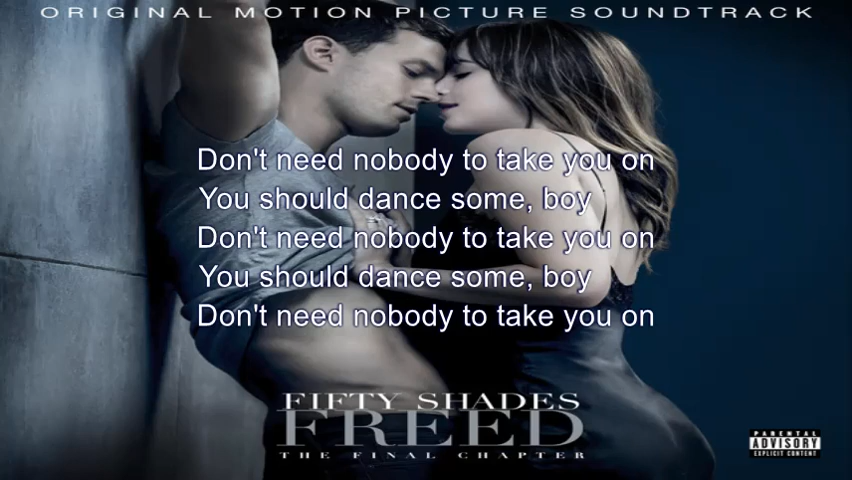 ORIGINAL MOTION PICTURE SOUNDTRACK
Don't need nobody to take you on
You should dance some, boy
Don't need nobody to take you on
You should dance some, boy
Don't need nobody to take you on
FIFTY SHADES
FREED
THE FINAL CHAPTER
PARENTAL
ADVISORY
EXPLICIT CONTENT